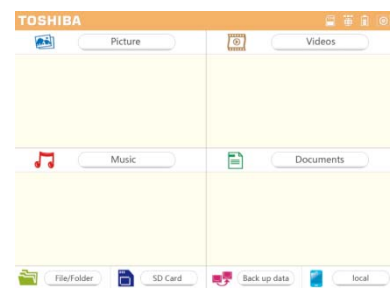 TOSHIBA
Picture
Videos
Music
Documents
File/Folder
SD Card
Back up data
local